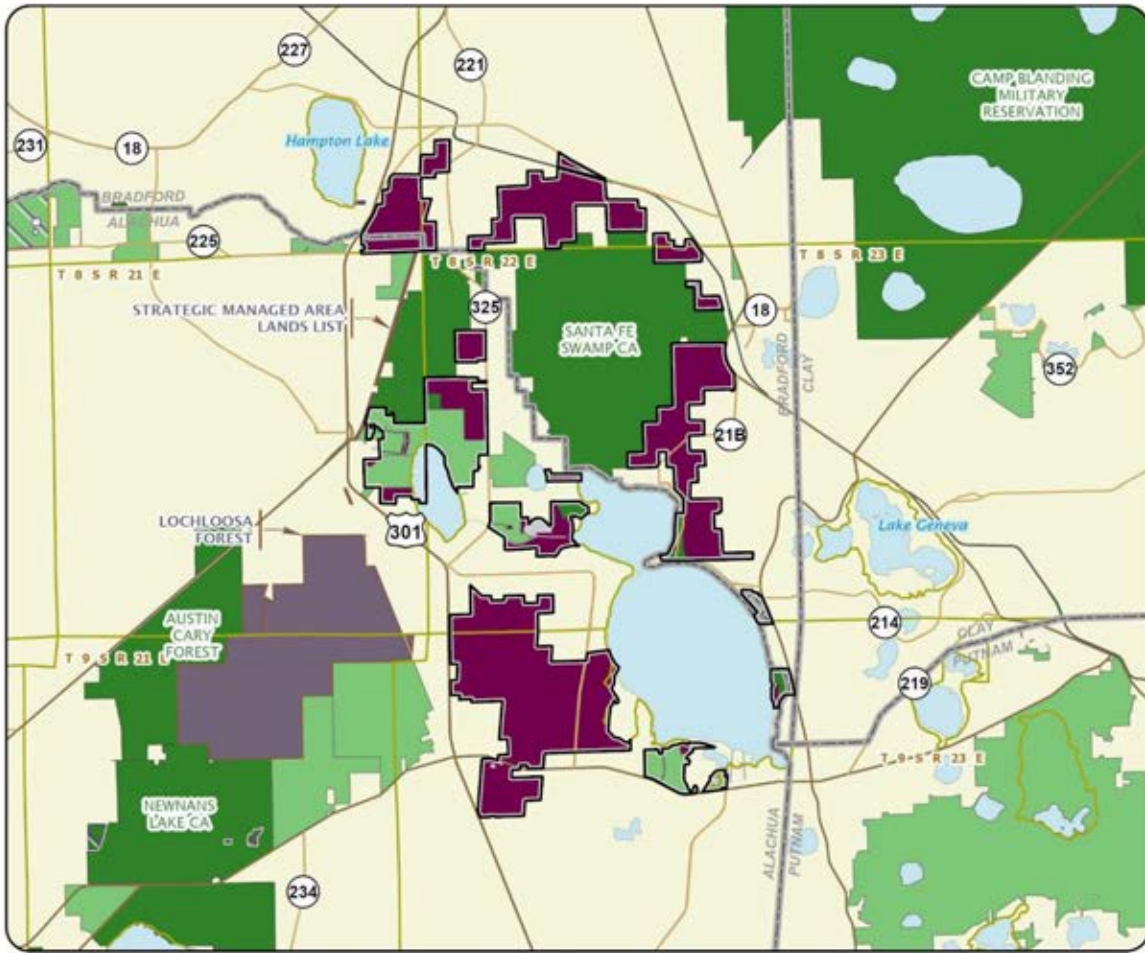 227
221
CAMP BLANDING
MILITARY
RESERVATION
Hampton Lake
231
18
BRADFORD
ALACHUA
225
T 8 S R 21 E
T 8 S R 22 E
T 8 S R 23 E
STRATEGIC MANAGED AREA
LANDS LIST
325
18
SANTA FE
SWAMP CA
BRADFORD
CLAY
352
21B
LOCHLOOSA
FOREST
301
Lake Geneva
AUSTIN
CARY
FOREST
214
CLAY
PUTNAM
T 9 S R 21 E
219
T 9 S R 23 E
NEWNANS
LAKE CA
ALACHUA
PUTNAM
234